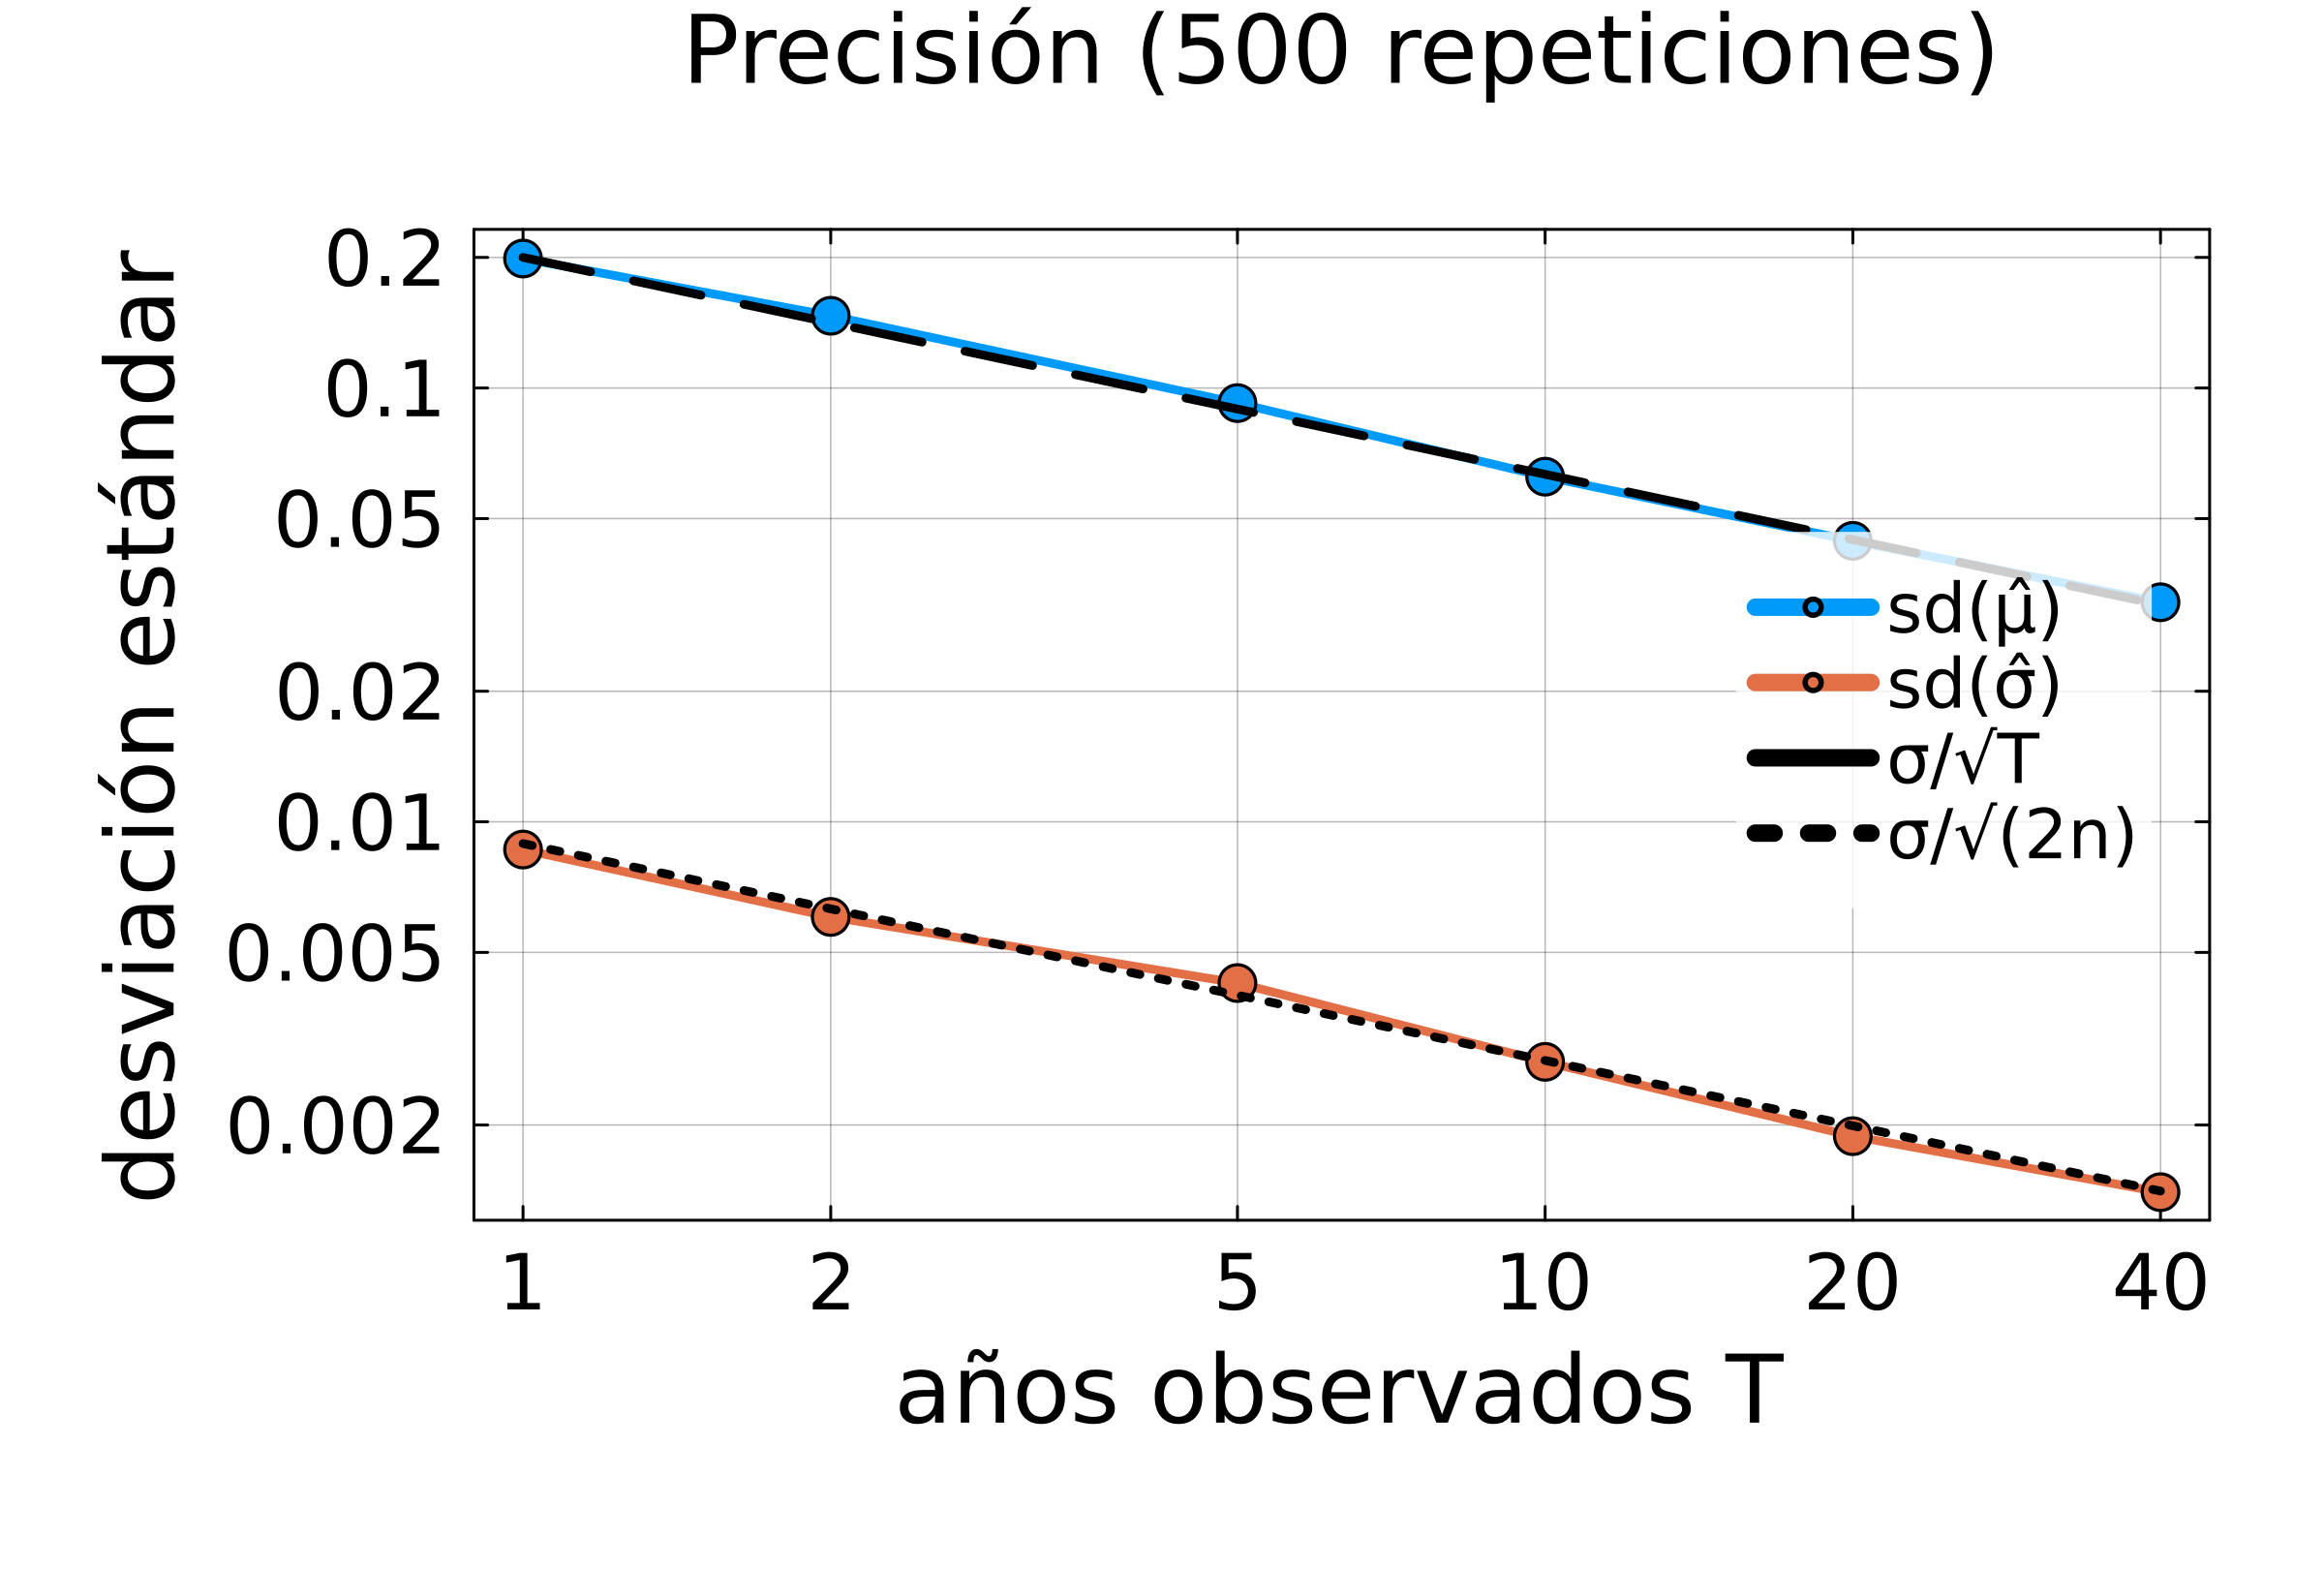 Precisión (500 repeticiones)
desviación estándar
0.2
0.1
0.05
0.02
0.01
0.005
0.002
sd(μ̂)
sd(σ̂)
σ/√T
σ/√(2n)
1 2 5 10 20 40
años observados T